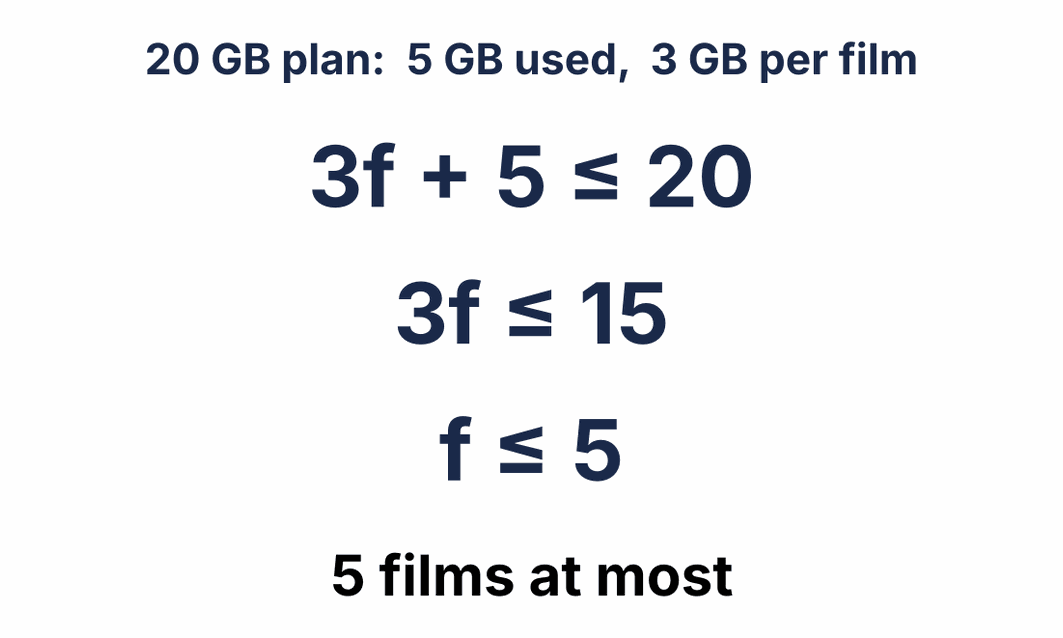 20 GB plan: 5 GB used, 3 GB per film
3f + 5 ≤ 20
3f ≤ 15
f ≤ 5
5 films at most